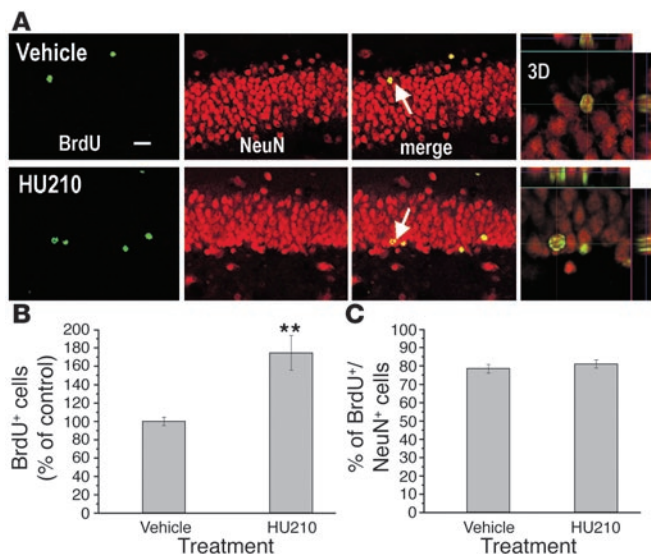 A
Vehicle
BrdU
NeuN
merge
3D
HU210
B
BrdU⁺ cells
(% of control)
200
180
160
140
120
100
80
60
40
20
0
**
Vehicle
HU210
Treatment
C
% of BrdU⁺/
NeuN⁺ cells
100
90
80
70
60
50
40
30
20
10
0
Vehicle
HU210
Treatment